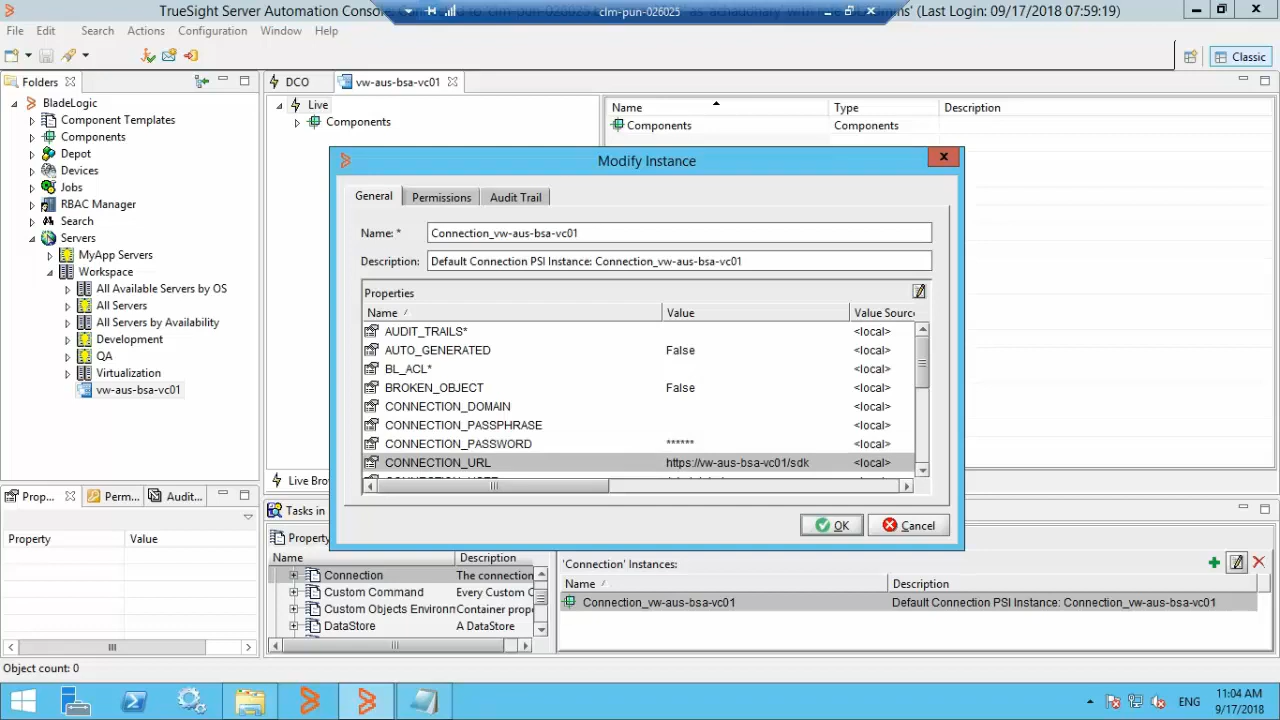 TrueSight Server Automation Console
clm-pun-026025
(Last Login: 09/17/2018 07:59:19)
File Edit Search Actions Configuration Window Help
Classic
Folders
BladeLogic
Component Templates
Components
Depot
Devices
Jobs
RBAC Manager
Search
Servers
MyApp Servers
Workspace
All Available Servers by OS
All Servers
All Servers by Availability
Development
QA
Virtualization
vw-aus-bsa-vc01
DCO
vw-aus-bsa-vc01
Live
Components
Name Type Description
Components Components
Modify Instance
General Permissions Audit Trail
Name: * Connection_vw-aus-bsa-vc01
Description: Default Connection PSI Instance: Connection_vw-aus-bsa-vc01
Properties
Name Value Value Sourc
AUDIT_TRAILS* <local>
AUTO_GENERATED False <local>
BL_ACL* <local>
BROKEN_OBJECT False <local>
CONNECTION_DOMAIN <local>
CONNECTION_PASSPHRASE <local>
CONNECTION_PASSWORD ****** <local>
CONNECTION_URL https://vw-aus-bsa-vc01/sdk <local>
OK Cancel
Live Brow
Prop... Perm... Audit...
Property Value
Object count: 0
Tasks in
Property
Name Description
Connection The connection
Custom Command Every Custom C
Custom Objects Environm Container prop
DataStore A DataStore
'Connection' Instances:
Name Description
Connection_vw-aus-bsa-vc01 Default Connection PSI Instance: Connection_vw-aus-bsa-vc01
ENG
11:04 AM
9/17/2018